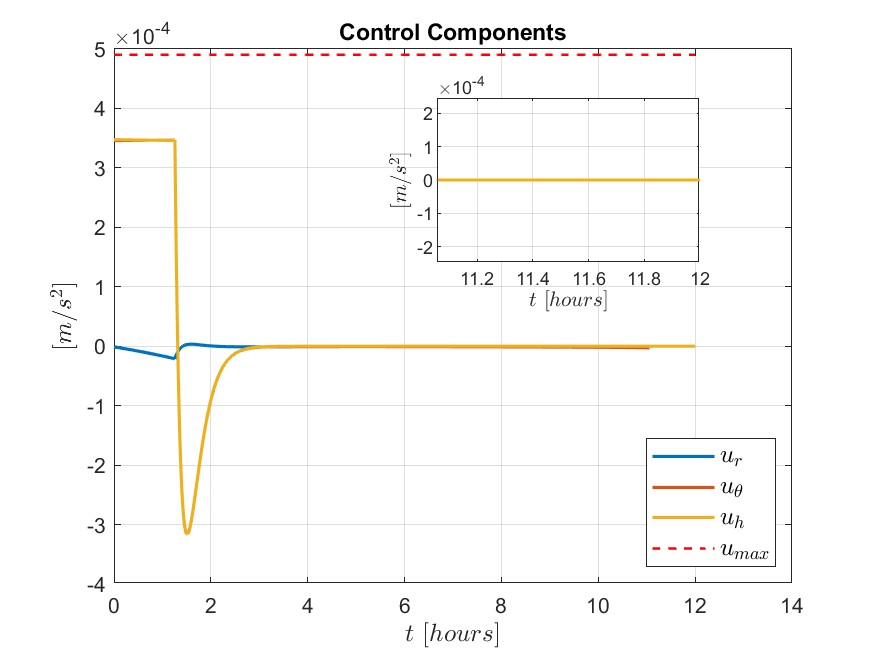 Control Components
×10⁻⁴
5
4
3
2
1
0
-1
-2
-3
-4
[m/s²]
0 2 4 6 8 10 12 14
t [hours]
×10⁻⁴
2
1
0
-1
-2
[m/s²]
11.2 11.4 11.6 11.8 12
t [hours]
u_r
u_θ
u_h
u_max